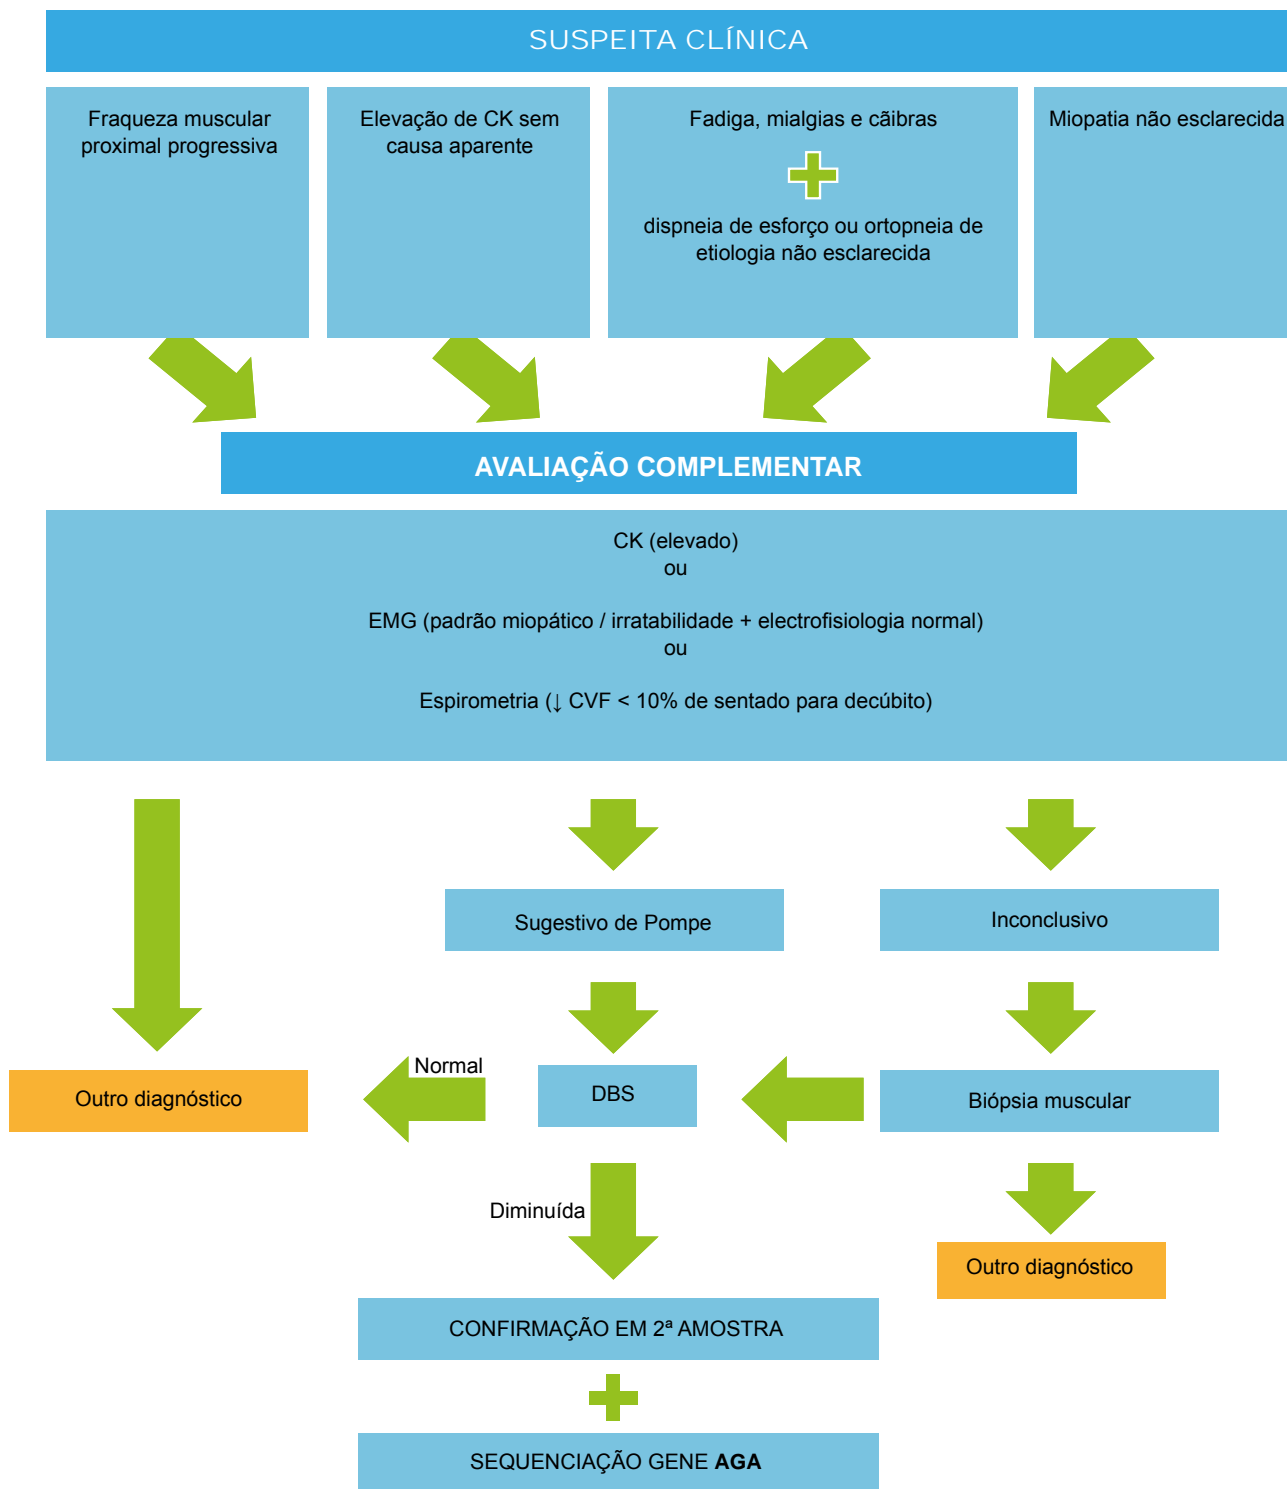 SUSPEITA CLÍNICA
Fraqueza muscular
proximal progressiva
Elevação de CK sem
causa aparente
Fadiga, mialgias e cãibras
dispneia de esforço ou ortopneia de
etiologia não esclarecida
Miopatia não esclarecida
AVALIAÇÃO COMPLEMENTAR
CK (elevado)
ou
EMG (padrão miopático / irratabilidade + electrofisiologia normal)
ou
Espirometria (↓ CVF < 10% de sentado para decúbito)
Sugestivo de Pompe
Inconclusivo
Normal
Outro diagnóstico
DBS
Biópsia muscular
Diminuída
Outro diagnóstico
CONFIRMAÇÃO EM 2ª AMOSTRA
SEQUENCIAÇÃO GENE AGA